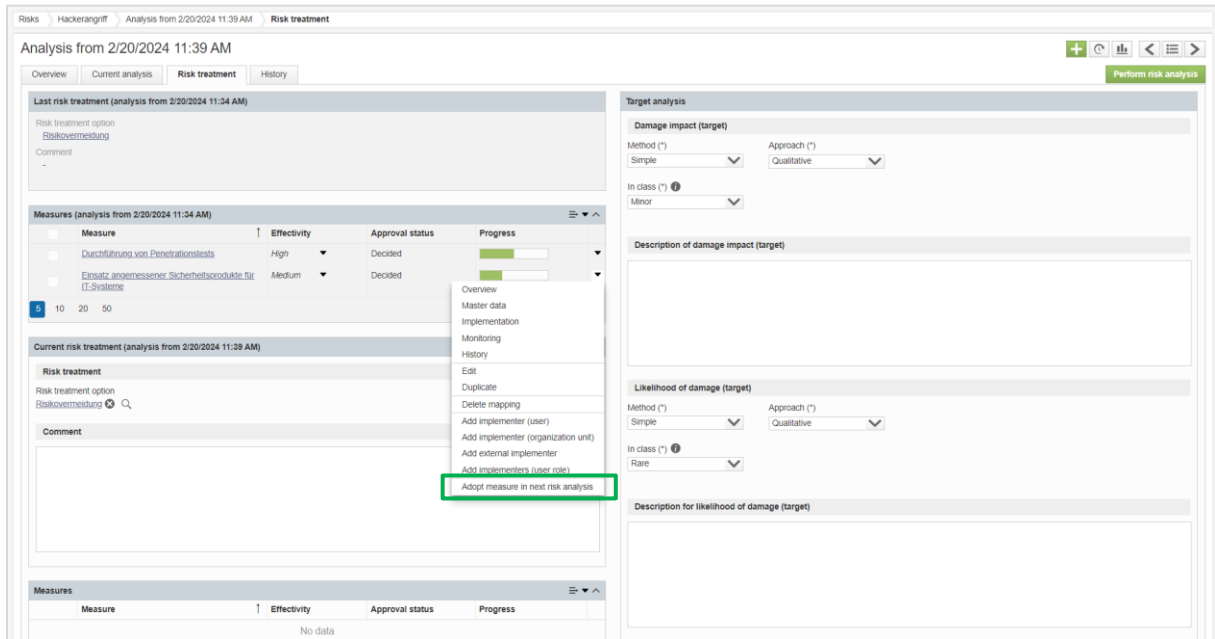 Risks Hackerangriff Analysis from 2/20/2024 11:39 AM Risk treatment
Analysis from 2/20/2024 11:39 AM
Overview Current analysis Risk treatment History
Perform risk analysis
Last risk treatment (analysis from 2/20/2024 11:34 AM)
Risk treatment option
Risikovermeidung
Comment
-
Measures (analysis from 2/20/2024 11:34 AM)
Measure Effectivity Approval status Progress
Durchführung von Penetrationstests High Decided
Einsatz angemessener Sicherheitsprodukte für Medium Decided
IT-Systeme
5 10 20 50
Overview
Master data
Implementation
Monitoring
History
Edit
Duplicate
Delete mapping
Add implementer (user)
Add implementer (organization unit)
Add external implementer
Add implementers (user role)
Adopt measure in next risk analysis
Current risk treatment (analysis from 2/20/2024 11:39 AM)
Risk treatment
Risk treatment option
Risikovermeidung
Comment
Measures
Measure Effectivity Approval status Progress
No data
Target analysis
Damage impact (target)
Method (*) Approach (*)
Simple Qualitative
In class (*)
Minor
Description of damage impact (target)
Likelihood of damage (target)
Method (*) Approach (*)
Simple Qualitative
In class (*)
Rare
Description for likelihood of damage (target)